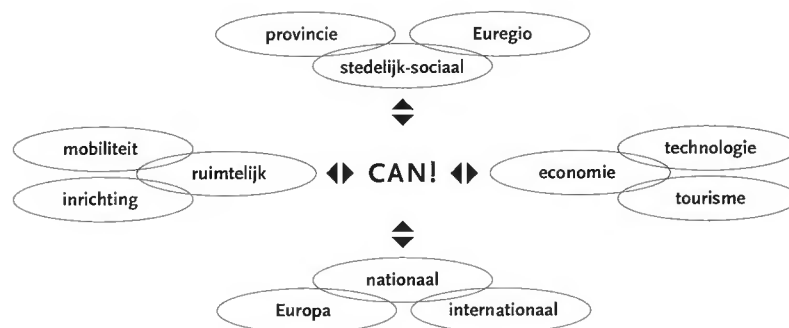 provincie
Euregio
stedelijk-sociaal
mobiliteit
technologie
ruimtelijk
CAN!
economie
inrichting
tourisme
nationaal
Europa
internationaal